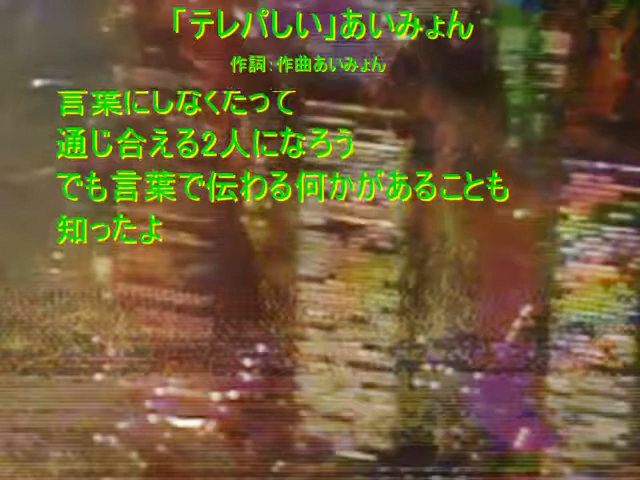 「テレパしい」あいみょん
作詞:作曲あいみょん
言葉にしなくたって
通じ合える2人になろう
でも言葉で伝わる何かがあることも
知ったよ